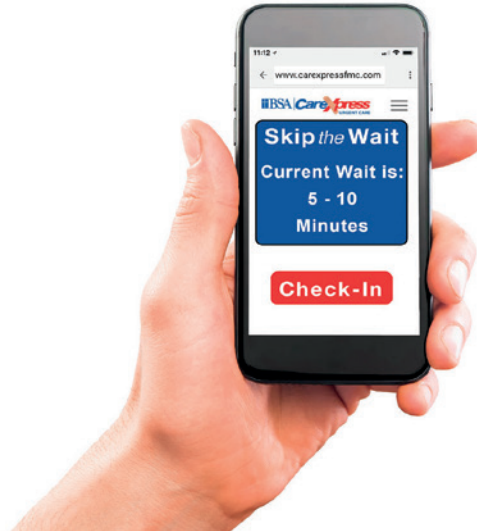 11:12
www.carexpressfmc.com
BSA CareXpress
URGENT CARE
Skip the Wait
Current Wait is:
5 - 10
Minutes
Check-In